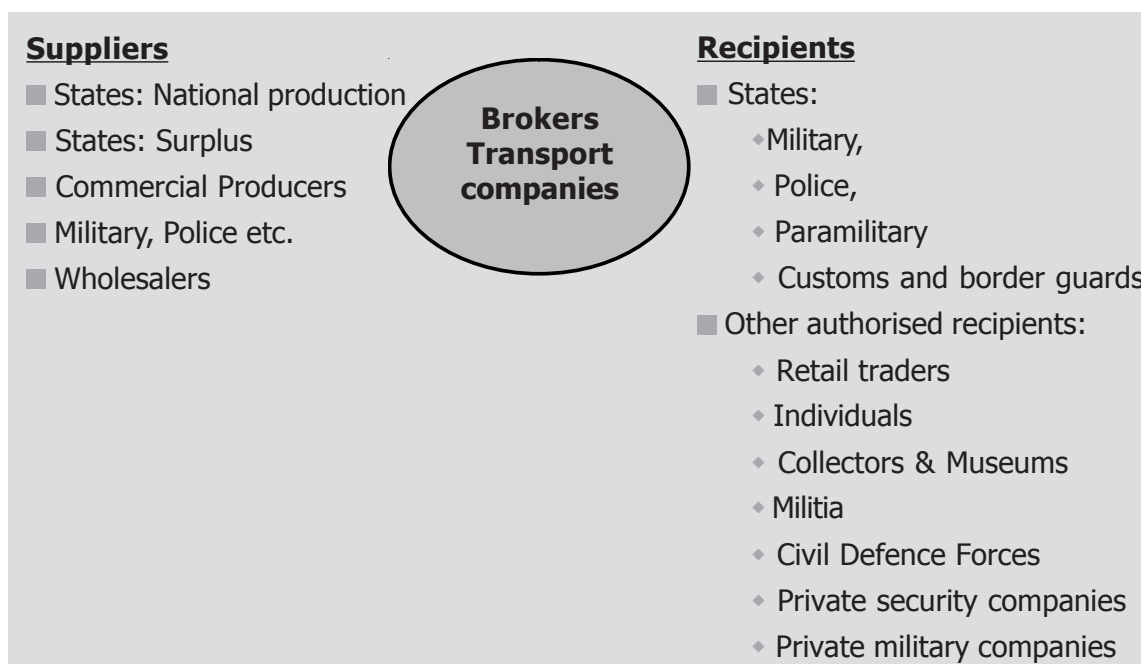 Suppliers
States: National production
States: Surplus
Commercial Producers
Military, Police etc.
Wholesalers
Brokers
Transport
companies
Recipients
States:
Military,
Police,
Paramilitary
Customs and border guards
Other authorised recipients:
Retail traders
Individuals
Collectors & Museums
Militia
Civil Defence Forces
Private security companies
Private military companies